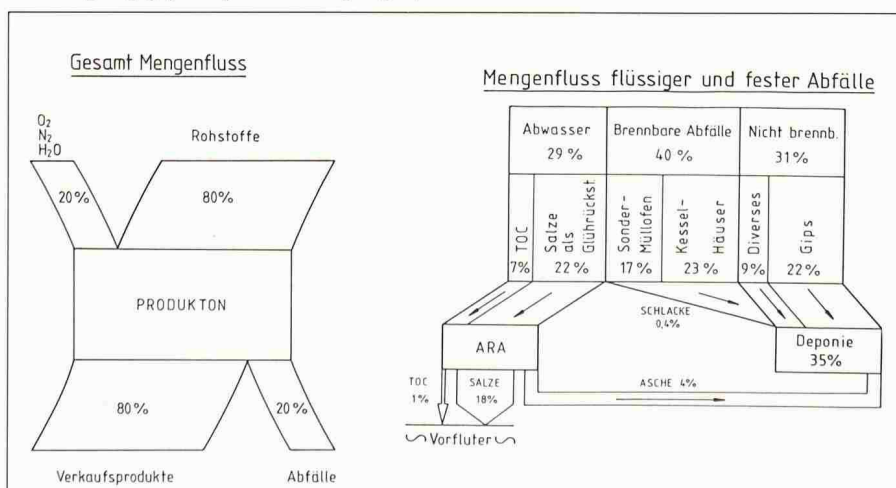 Gesamt Mengenfluss
O₂
N₂
H₂O
Rohstoffe
20%
80%
PRODUKTON
80%
20%
Verkaufsprodukte
Abfälle
Mengenfluss flüssiger und fester Abfälle
Abwasser
29 %
Brennbare Abfälle
40 %
Nicht brennb.
31%
TOC
7%
Salze
als
Glührückst.
22 %
Sonder-
Müllofen
17 %
Kessel-
Häuser
23 %
Diverses
9%
Gips
22%
SCHLACKE
0,4%
ARA
Deponie
35%
TOC
1%
SALZE
18%
ASCHE 4%
Vorfluter